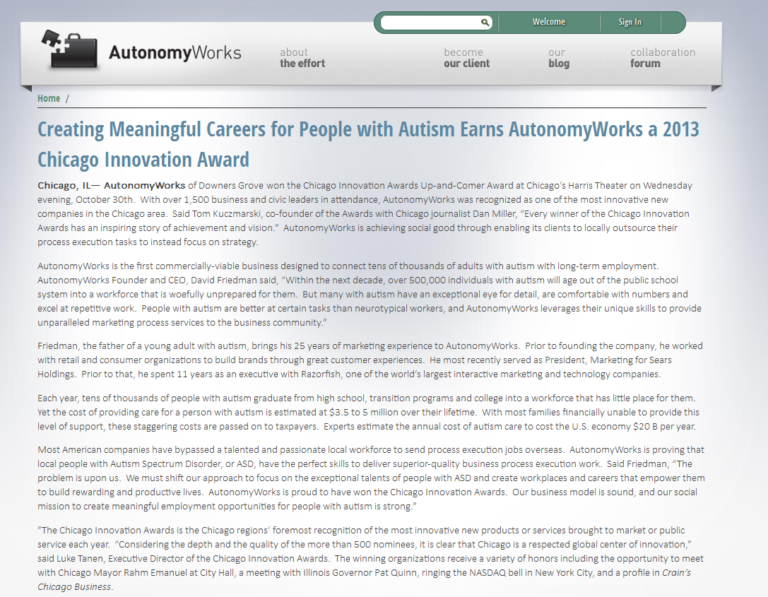 Welcome
Sign In
AutonomyWorks
about
the effort
become
our client
our
blog
collaboration
forum
Home /
Creating Meaningful Careers for People with Autism Earns AutonomyWorks a 2013
Chicago Innovation Award
Chicago, IL— AutonomyWorks of Downers Grove won the Chicago Innovation Awards Up-and-Comer Award at Chicago's Harris Theater on Wednesday
evening, October 30th.  With over 1,500 business and civic leaders in attendance, AutonomyWorks was recognized as one of the most innovative new
companies in the Chicago area.  Said Tom Kuczmarski, co-founder of the Awards with Chicago journalist Dan Miller, "Every winner of the Chicago Innovation
Awards has an inspiring story of achievement and vision."  AutonomyWorks is achieving social good through enabling its clients to locally outsource their
process execution tasks to instead focus on strategy.
AutonomyWorks is the first commercially-viable business designed to connect tens of thousands of adults with autism with long-term employment.
AutonomyWorks Founder and CEO, David Friedman said, "Within the next decade, over 500,000 individuals with autism will age out of the public school
system into a workforce that is woefully unprepared for them.  But many with autism have an exceptional eye for detail, are comfortable with numbers and
excel at repetitive work.  People with autism are better at certain tasks than neurotypical workers, and AutonomyWorks leverages their unique skills to provide
unparalleled marketing process services to the business community."
Friedman, the father of a young adult with autism, brings his 25 years of marketing experience to AutonomyWorks.  Prior to founding the company, he worked
with retail and consumer organizations to build brands through great customer experiences.  He most recently served as President, Marketing for Sears
Holdings.  Prior to that, he spent 11 years as an executive with Razorfish, one of the world's largest interactive marketing and technology companies.
Each year, tens of thousands of people with autism graduate from high school, transition programs and college into a workforce that has little place for them.
Yet the cost of providing care for a person with autism is estimated at $3.5 to 5 million over their lifetime.  With most families financially unable to provide this
level of support, these staggering costs are passed on to taxpayers.  Experts estimate the annual cost of autism care to cost the U.S. economy $20 B per year.
Most American companies have bypassed a talented and passionate local workforce to send process execution jobs overseas.  AutonomyWorks is proving that
local people with Autism Spectrum Disorder, or ASD, have the perfect skills to deliver superior-quality business process execution work.  Said Friedman, "The
problem is upon us.  We must shift our approach to focus on the exceptional talents of people with ASD and create workplaces and careers that empower them
to build rewarding and productive lives.  AutonomyWorks is proud to have won the Chicago Innovation Awards.  Our business model is sound, and our social
mission to create meaningful employment opportunities for people with autism is strong."
"The Chicago Innovation Awards is the Chicago regions' foremost recognition of the most innovative new products or services brought to market or public
service each year.  "Considering the depth and the quality of the more than 500 nominees, it is clear that Chicago is a respected global center of innovation,"
said Luke Tanen, Executive Director of the Chicago Innovation Awards.  The winning organizations receive a variety of honors including the opportunity to meet
with Chicago Mayor Rahm Emanuel at City Hall, a meeting with Illinois Governor Pat Quinn, ringing the NASDAQ bell in New York City, and a profile in Crain's
Chicago Business.